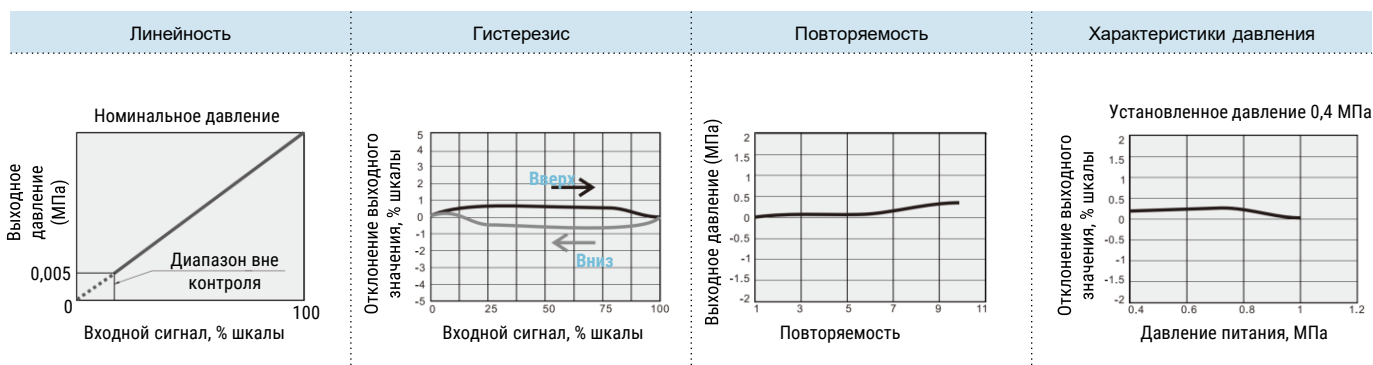 Линейность
Гистерезис
Повторяемость
Характеристики давления
Номинальное давление
Выходное
давление
(МПа)
0,005
0
Диапазон вне
контроля
100
Входной сигнал, % шкалы
Отклонение выходного
значения, % шкалы
5
4
3
2
1
0
-1
-2
-3
-4
-5
Вверх
Вниз
0
25
50
75
100
Входной сигнал, % шкалы
Выходное давление (МПа)
2
1.5
1
0.5
0
-0.5
-1
-1.5
-2
1
3
5
7
9
11
Повторяемость
Установленное давление 0,4 МПа
Отклонение выходного
значения, % шкалы
2
1.5
1
0.5
0
-0.5
-1
-1.5
-2
0.4
0.6
0.8
1
1.2
Давление питания, МПа